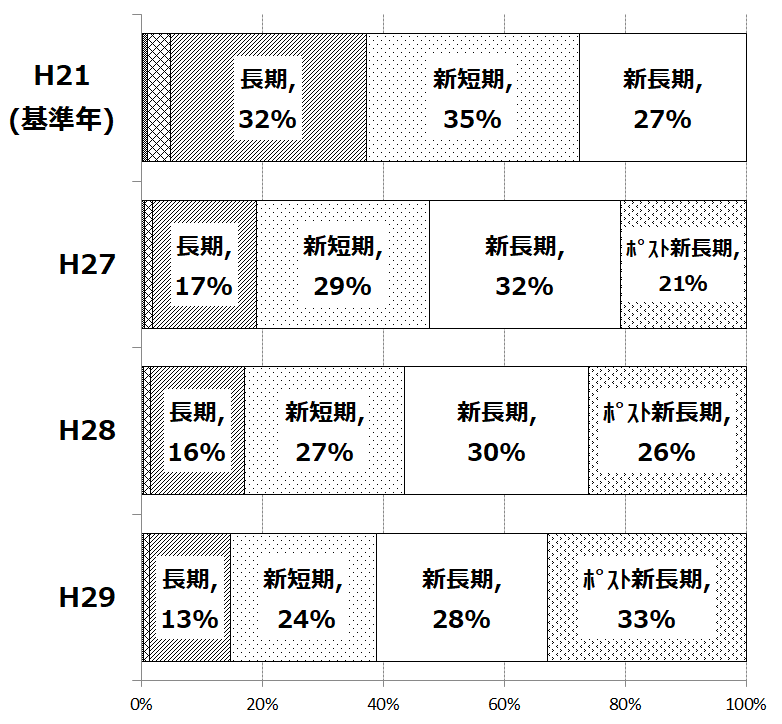 H21
(基準年)
長期,
32%
新短期,
35%
新長期,
27%
H27
長期,
17%
新短期,
29%
新長期,
32%
ﾎﾟｽﾄ新長期,
21%
H28
長期,
16%
新短期,
27%
新長期,
30%
ﾎﾟｽﾄ新長期,
26%
H29
長期,
13%
新短期,
24%
新長期,
28%
ﾎﾟｽﾄ新長期,
33%
0% 20% 40% 60% 80% 100%